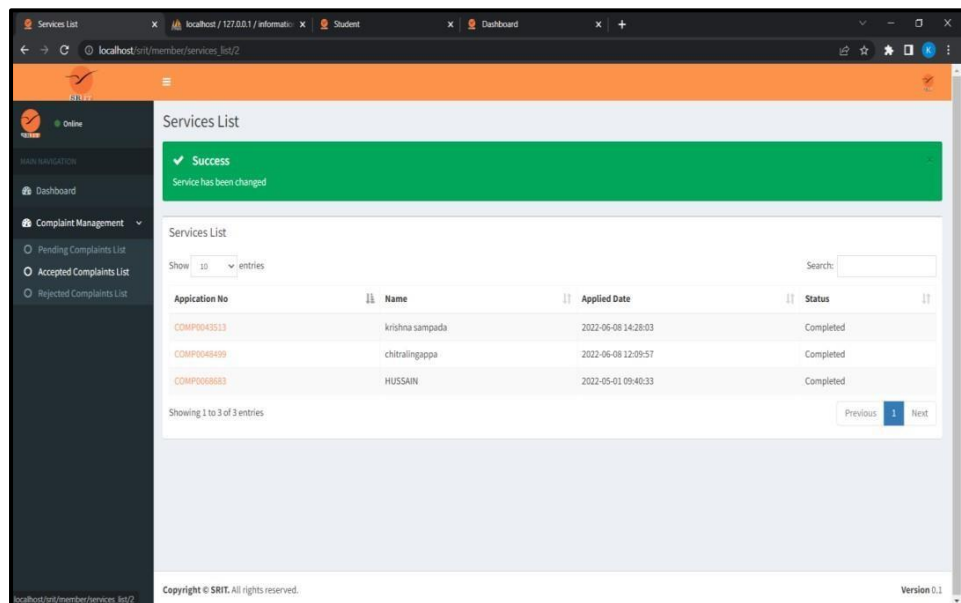 Services List
localhost / 127.0.0.1 / informatio
Student
Dashboard
localhost/srit/member/services_list/2
K
SRIT
Online
Services List
MAIN NAVIGATION
Success
Service has been changed
Dashboard
Complaint Management
Pending Complaints List
Accepted Complaints List
Rejected Complaints List
Services List
Show 10 entries Search:
Appication No Name Applied Date Status
COMP0043513 krishna sampada 2022-06-08 14:28:03 Completed
COMP0048499 chitralingappa 2022-06-08 12:09:57 Completed
COMP0068683 HUSSAIN 2022-05-01 09:40:33 Completed
Showing 1 to 3 of 3 entries Previous 1 Next
Copyright © SRIT. All rights reserved. Version 0.1
localhost/srit/member/services_list/2